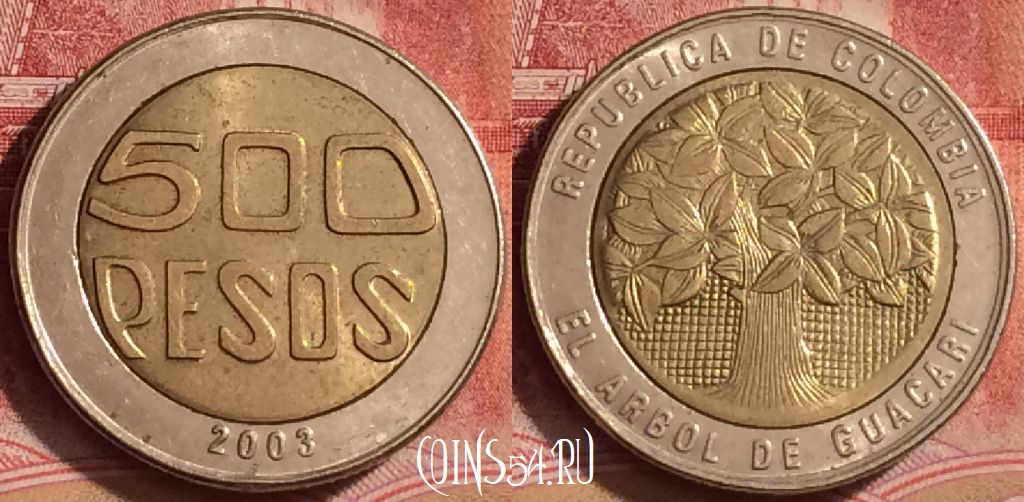 500
PESOS
2003
REPUBLICA DE COLOMBIA
EL ARBOL DE GUACARI
COINS54.RU